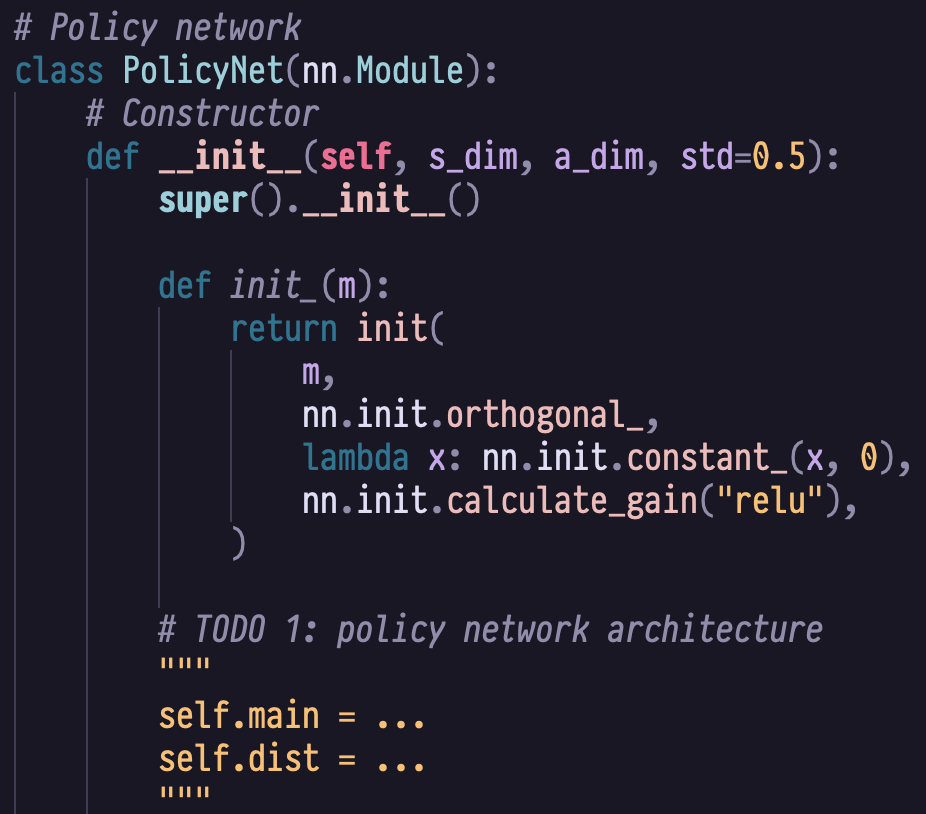 # Policy network
class PolicyNet(nn.Module):
    # Constructor
    def __init__(self, s_dim, a_dim, std=0.5):
        super().__init__()

        def init_(m):
            return init(
                m,
                nn.init.orthogonal_,
                lambda x: nn.init.constant_(x, 0),
                nn.init.calculate_gain("relu"),
            )

        # TODO 1: policy network architecture
        """
        self.main = ...
        self.dist = ...
        """